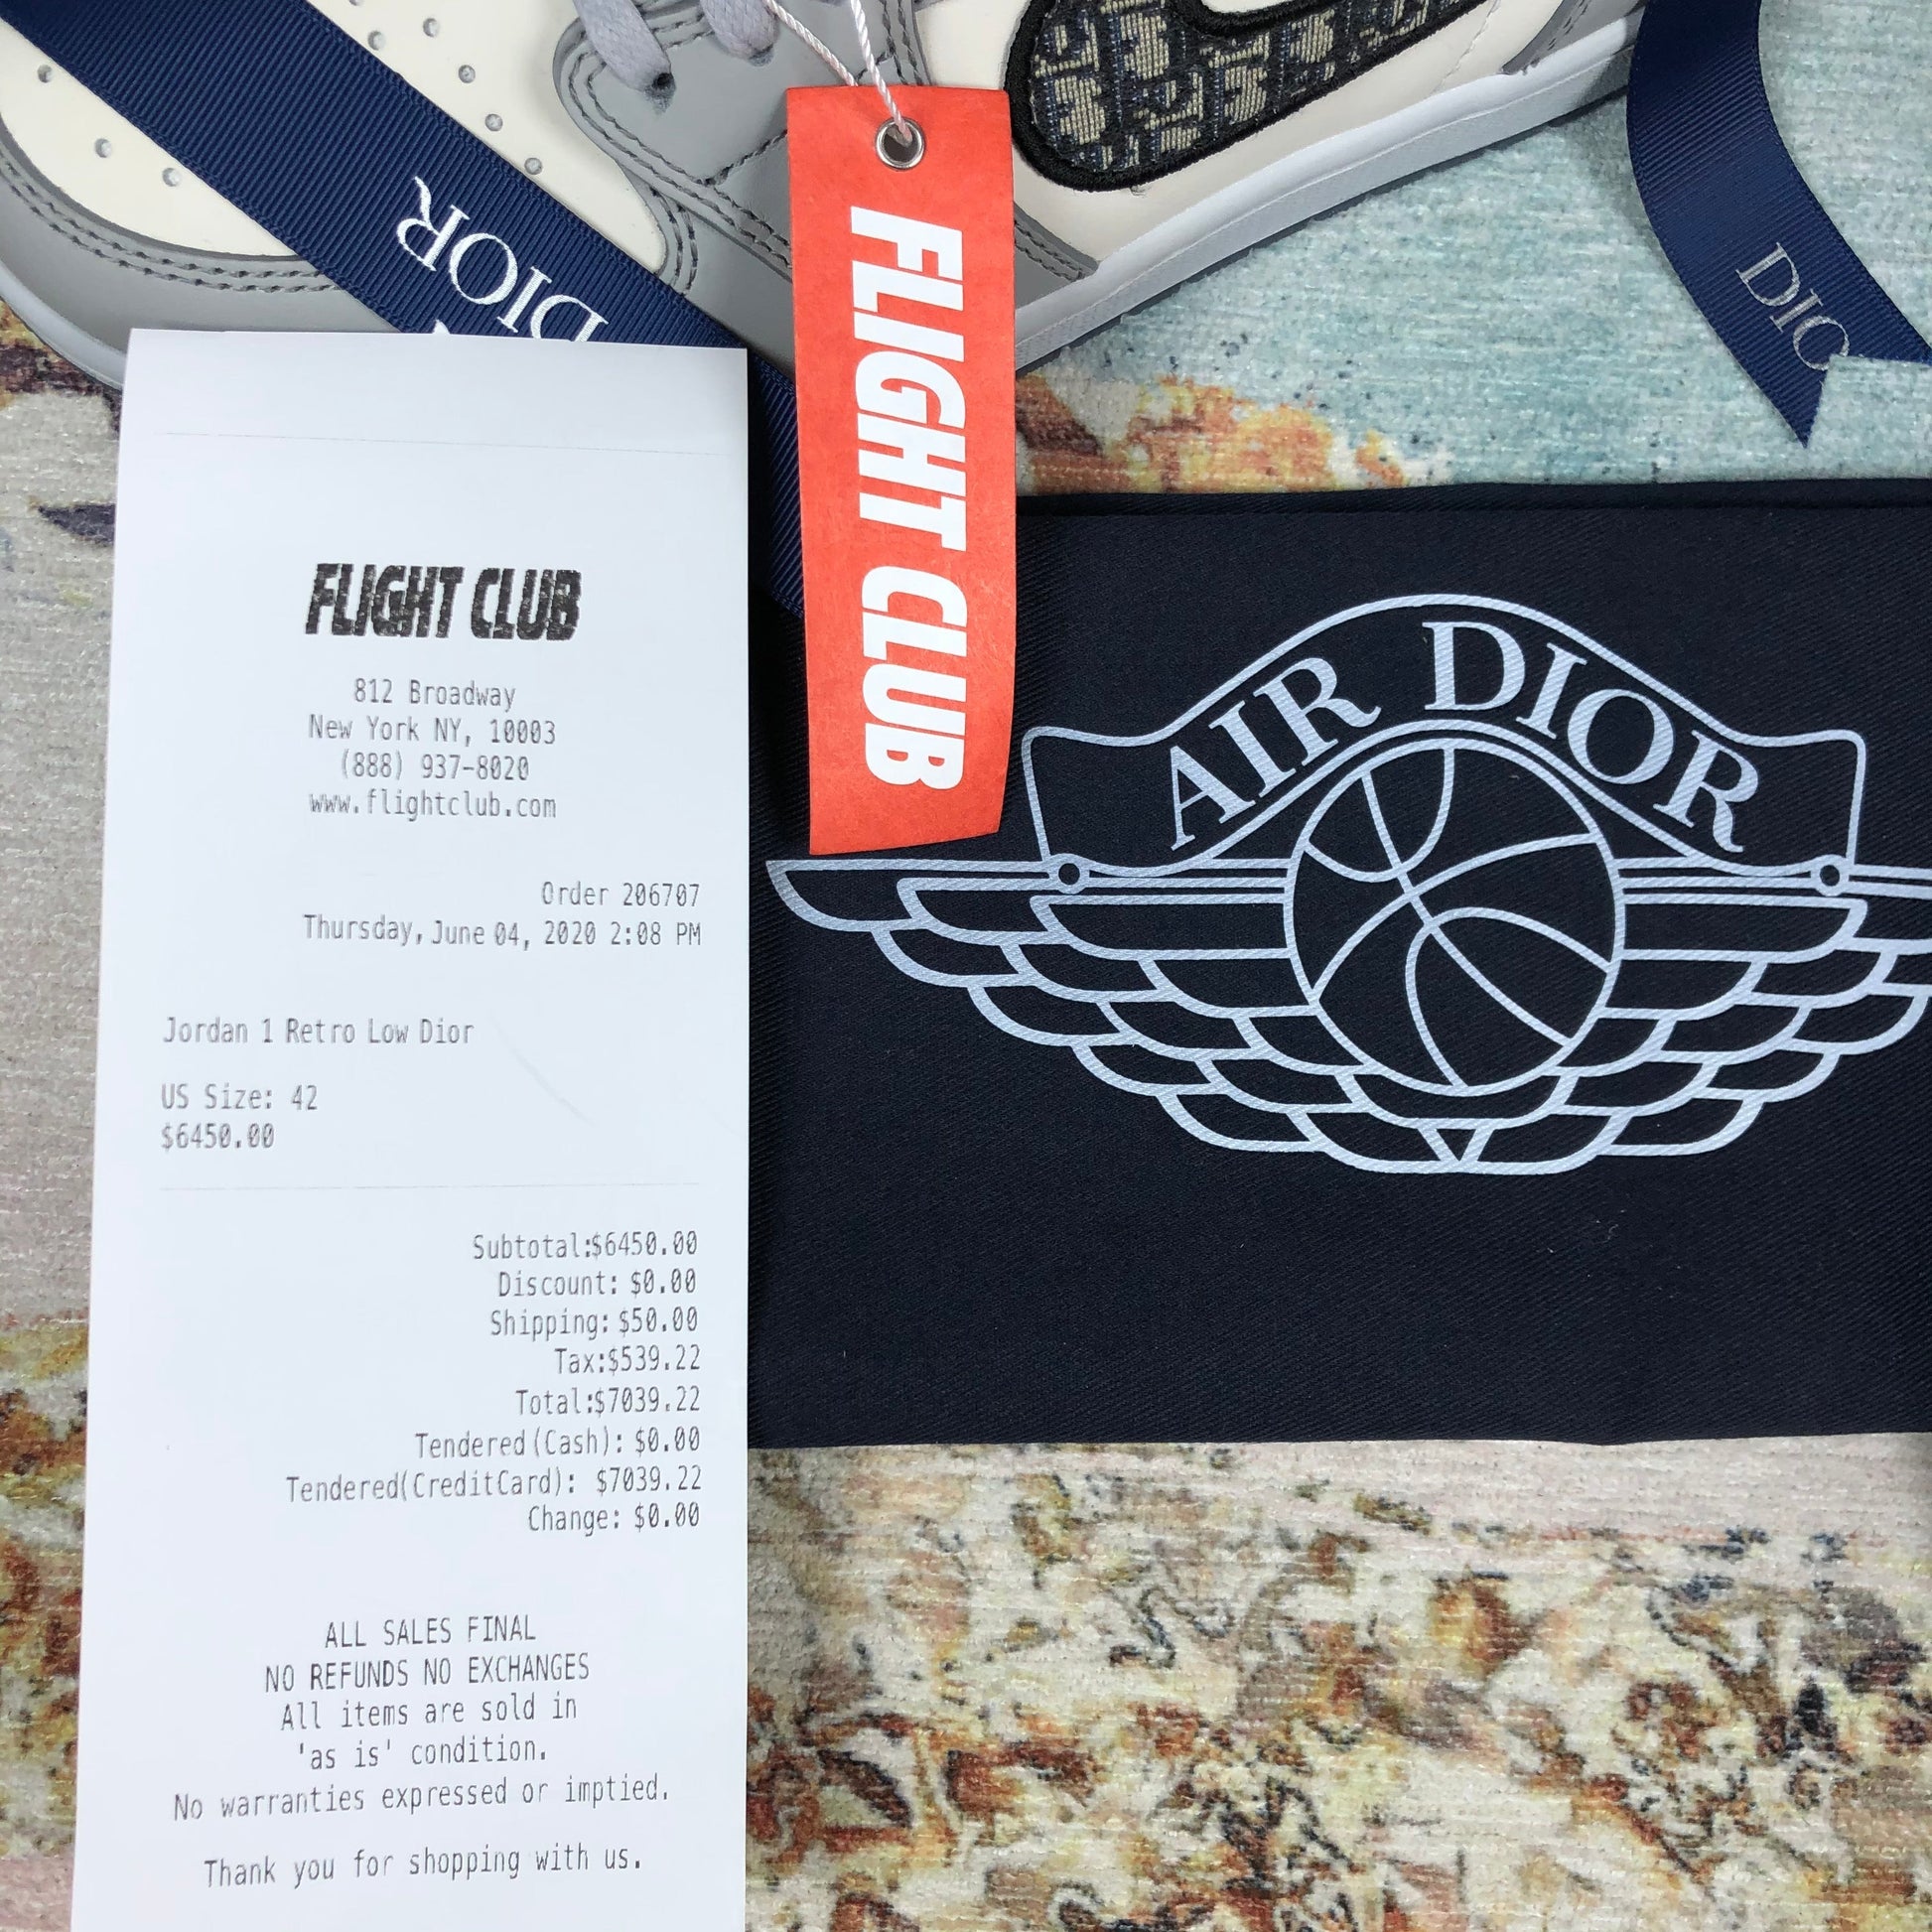 DIOR
DIOR
DIO
FLIGHT CLUB
AIR DIOR
FLIGHT CLUB
812 Broadway
New York NY, 10003
(888) 937-8020
www.flightclub.com
Order 206707
Thursday, June 04, 2020 2:08 PM
Jordan 1 Retro Low Dior
US Size: 42
$6450.00
Subtotal:$6450.00
Discount: $0.00
Shipping: $50.00
Tax:$539.22
Total:$7039.22
Tendered(Cash): $0.00
Tendered(CreditCard): $7039.22
Change: $0.00
ALL SALES FINAL
NO REFUNDS NO EXCHANGES
All items are sold in
'as is' condition.
No warranties expressed or imptied.
Thank you for shopping with us.